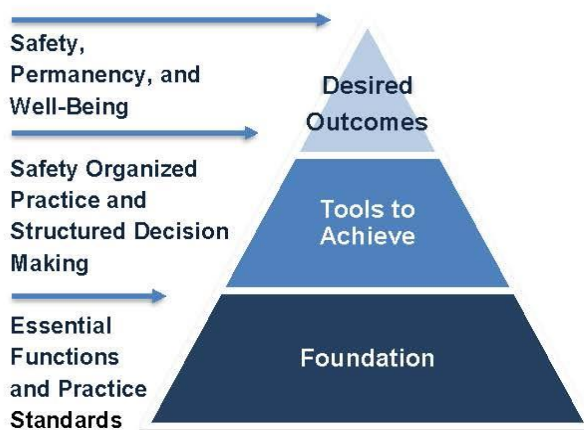 Safety,
Permanency, and
Well-Being
Desired
Outcomes
Safety Organized
Practice and
Structured Decision
Making
Tools to
Achieve
Essential
Functions
and Practice
Standards
Foundation